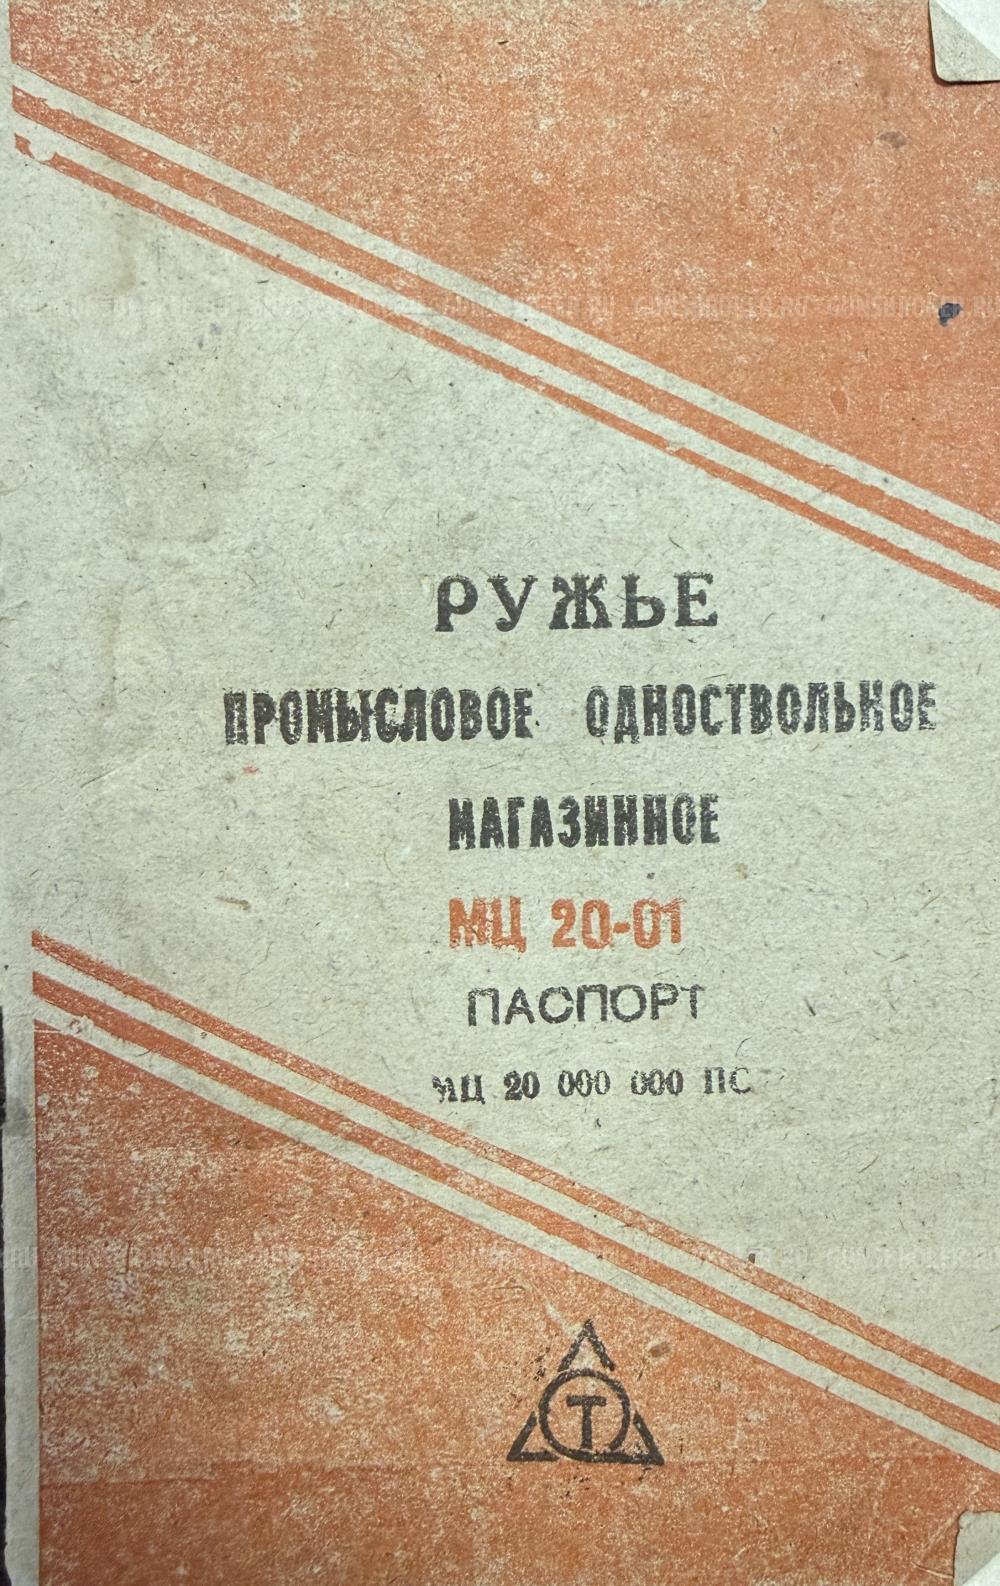 РУЖЬЕ
ПРОМЫСЛОВОЕ ОДНОСТВОЛЬНОЕ
МАГАЗИННОЕ
МЦ 20-01
ПАСПОРТ
МЦ 20 000 000 ПС
Т